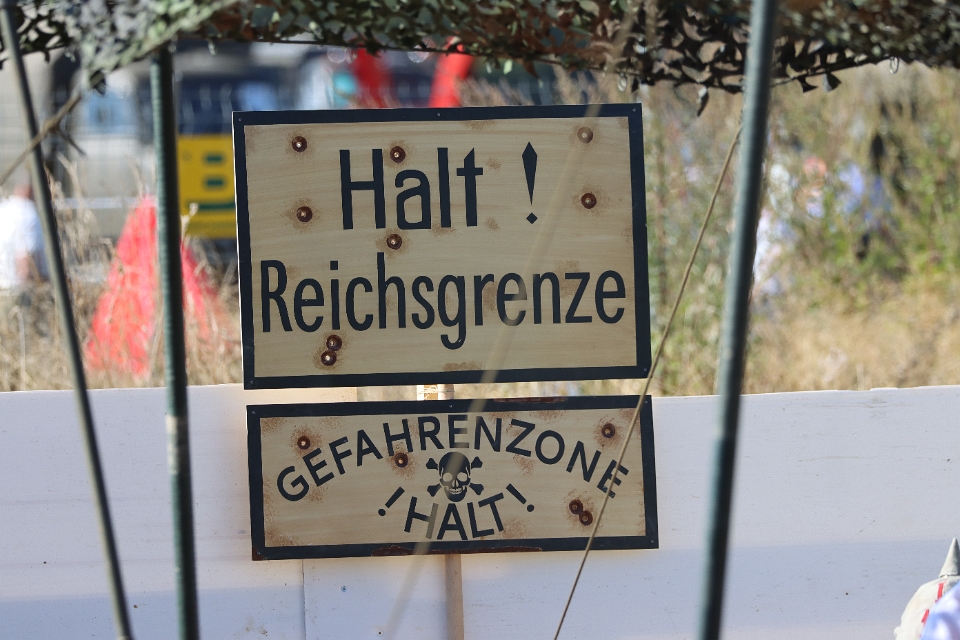 Halt !
Reichsgrenze
GEFAHRENZONE
! HALT !